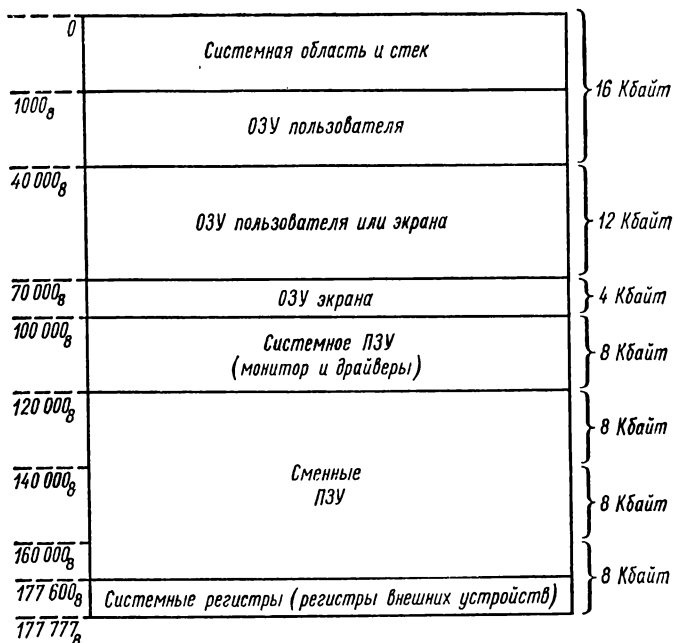 0
Системная область и стек
16 Кбайт
1000₈
ОЗУ пользователя
40 000₈
ОЗУ пользователя или экрана
12 Кбайт
70 000₈
ОЗУ экрана
4 Кбайт
100 000₈
Системное ПЗУ
(монитор и драйверы)
8 Кбайт
120 000₈
8 Кбайт
140 000₈
Сменные
ПЗУ
8 Кбайт
160 000₈
8 Кбайт
177 600₈
Системные регистры (регистры внешних устройств)
177 777₈